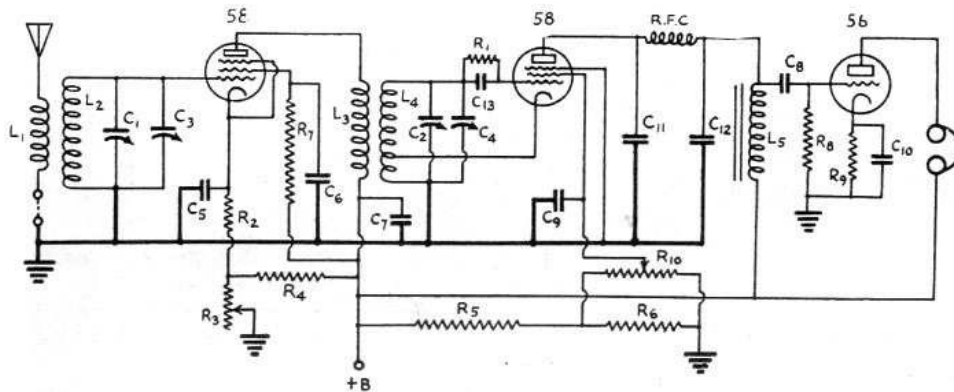 58 58 56
R.F.C
R1
L1 L2 C1 C3 R7 L3 L4 C2 C13 C4 C11 C12 C8 L5 R8 R9 C10
C5 R2 C6 C7 C9
R4 R10
R3 R5 R6
+B